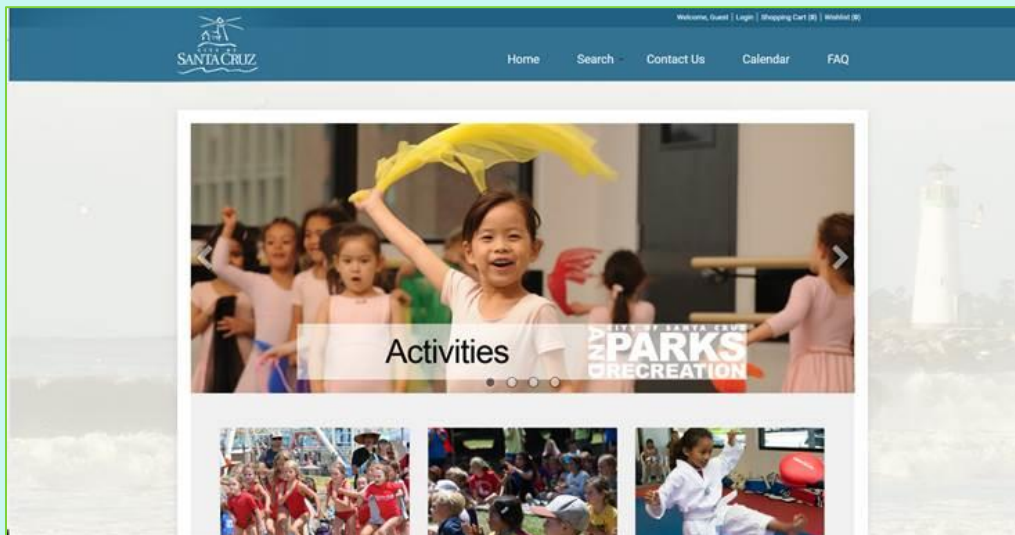 Welcome, Guest | Login | Shopping Cart (0) | Wishlist (0)
CITY OF
SANTA CRUZ
Home Search Contact Us Calendar FAQ
Activities
CITY OF SANTA CRUZ
PARKS
AND
RECREATION